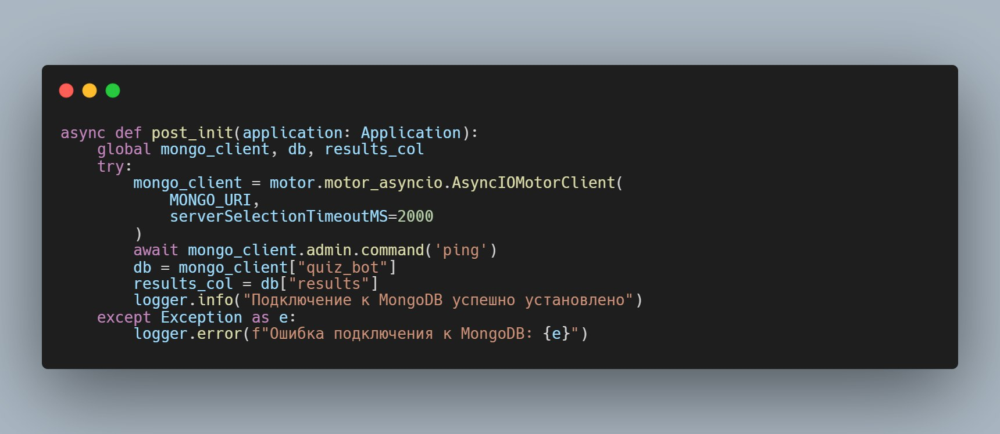 async def post_init(application: Application):
    global mongo_client, db, results_col
    try:
        mongo_client = motor.motor_asyncio.AsyncIOMotorClient(
            MONGO_URI,
            serverSelectionTimeoutMS=2000
        )
        await mongo_client.admin.command('ping')
        db = mongo_client["quiz_bot"]
        results_col = db["results"]
        logger.info("Подключение к MongoDB успешно установлено")
    except Exception as e:
        logger.error(f"Ошибка подключения к MongoDB: {e}")